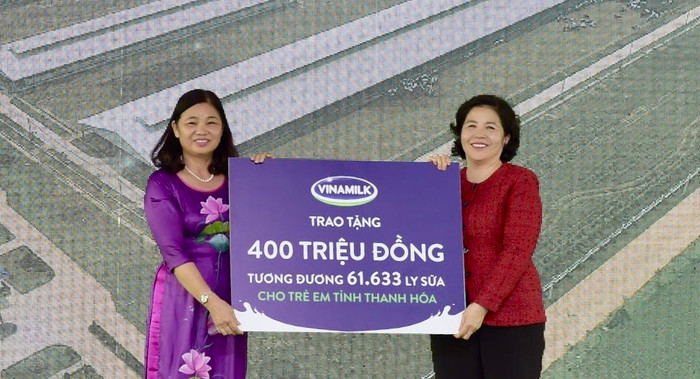 VINAMILK
TRAO TẶNG
400 TRIỆU ĐỒNG
TƯƠNG ĐƯƠNG 61.633 LY SỮA
CHO TRẺ EM TỈNH THANH HÓA